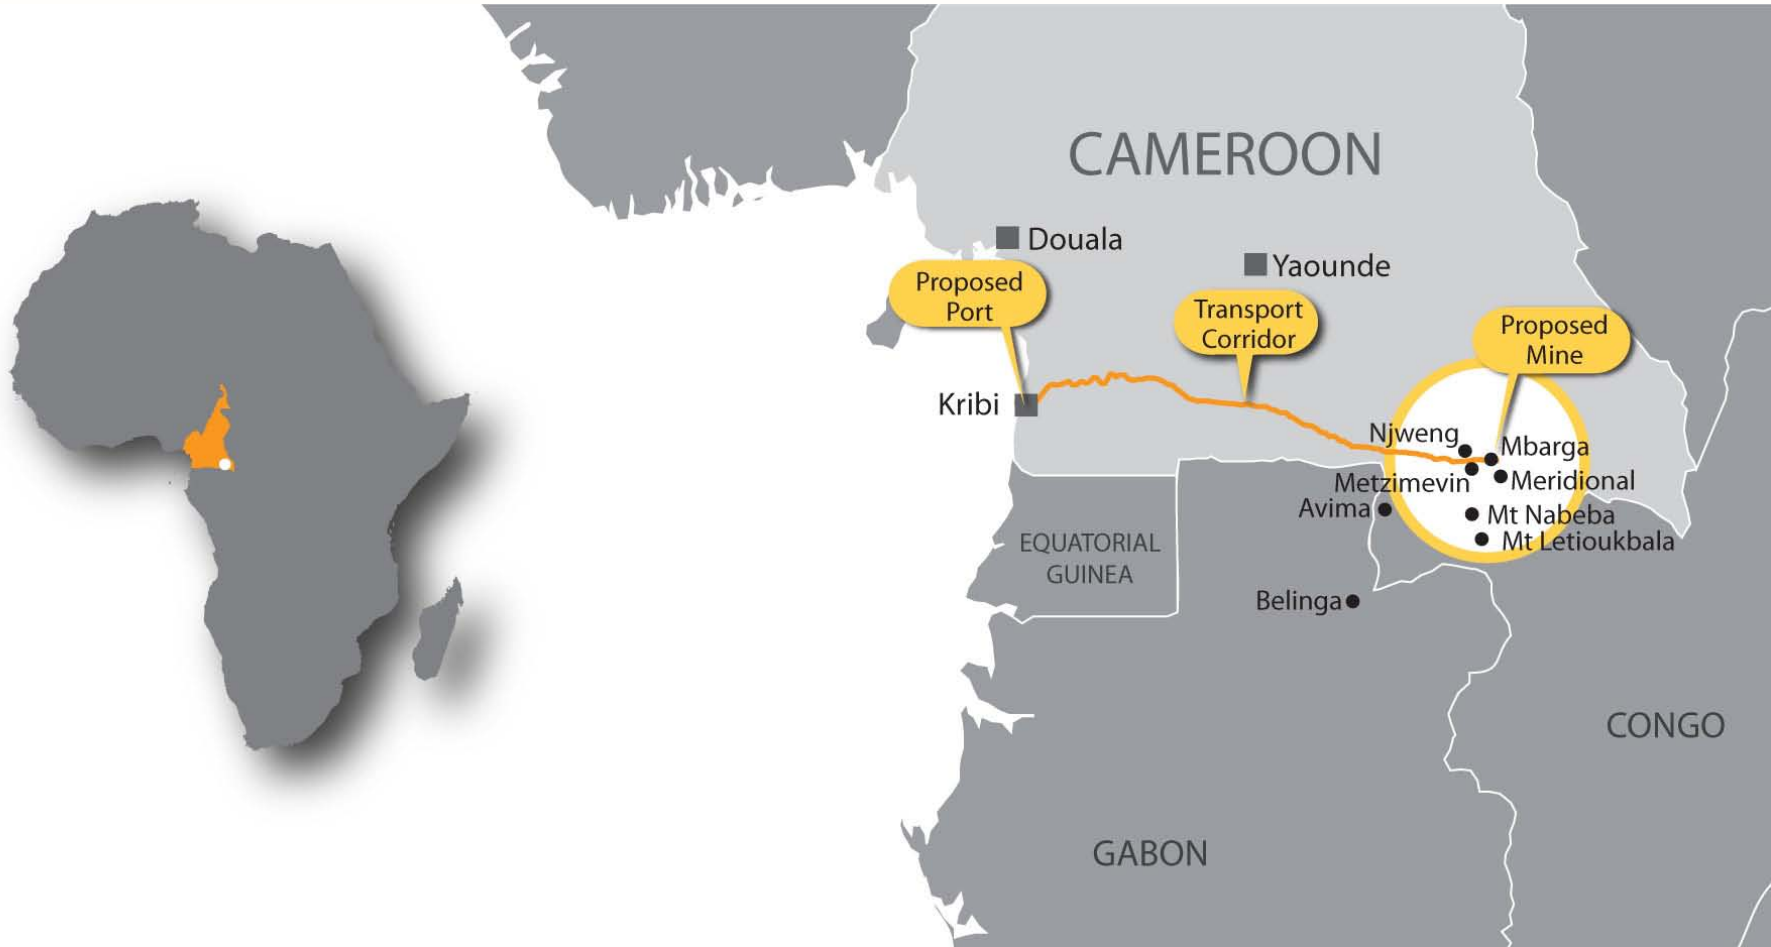 CAMEROON
Douala
Yaounde
Proposed
Port
Transport
Corridor
Proposed
Mine
Kribi
Njweng
Mbarga
Metzimevin
Meridional
Avima
Mt Nabeba
Mt Letioukbala
EQUATORIAL
GUINEA
Belinga
CONGO
GABON